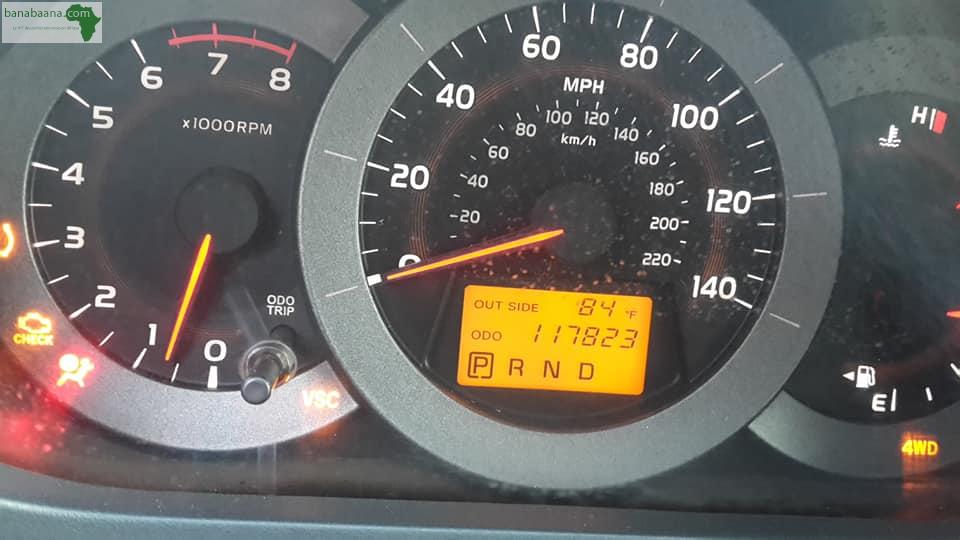 banabaana.com
8
7
6
5
4
3
2
1
0
x1000RPM
ODO
TRIP
CHECK
VSC
0
20
40
60
80
100
120
140
MPH
20
40
60
80
100
120
140
160
180
200
220
km/h
OUT SIDE 84 °F
ODO 117823
P R N D
H
E
4WD